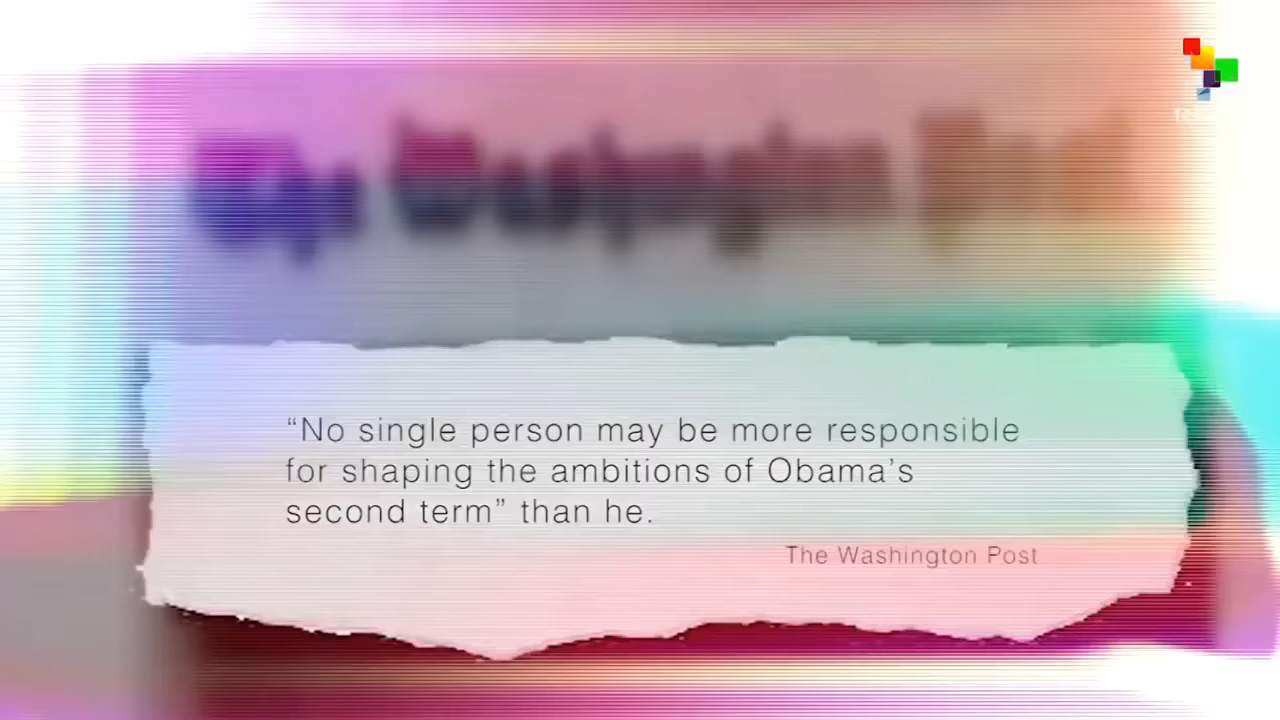 “No single person may be more responsible
for shaping the ambitions of Obama’s
second term” than he.
The Washington Post